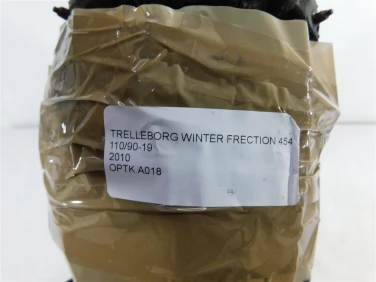 TRELLEBORG WINTER FRECTION 454
110/90-19
2010
OPTK.A018